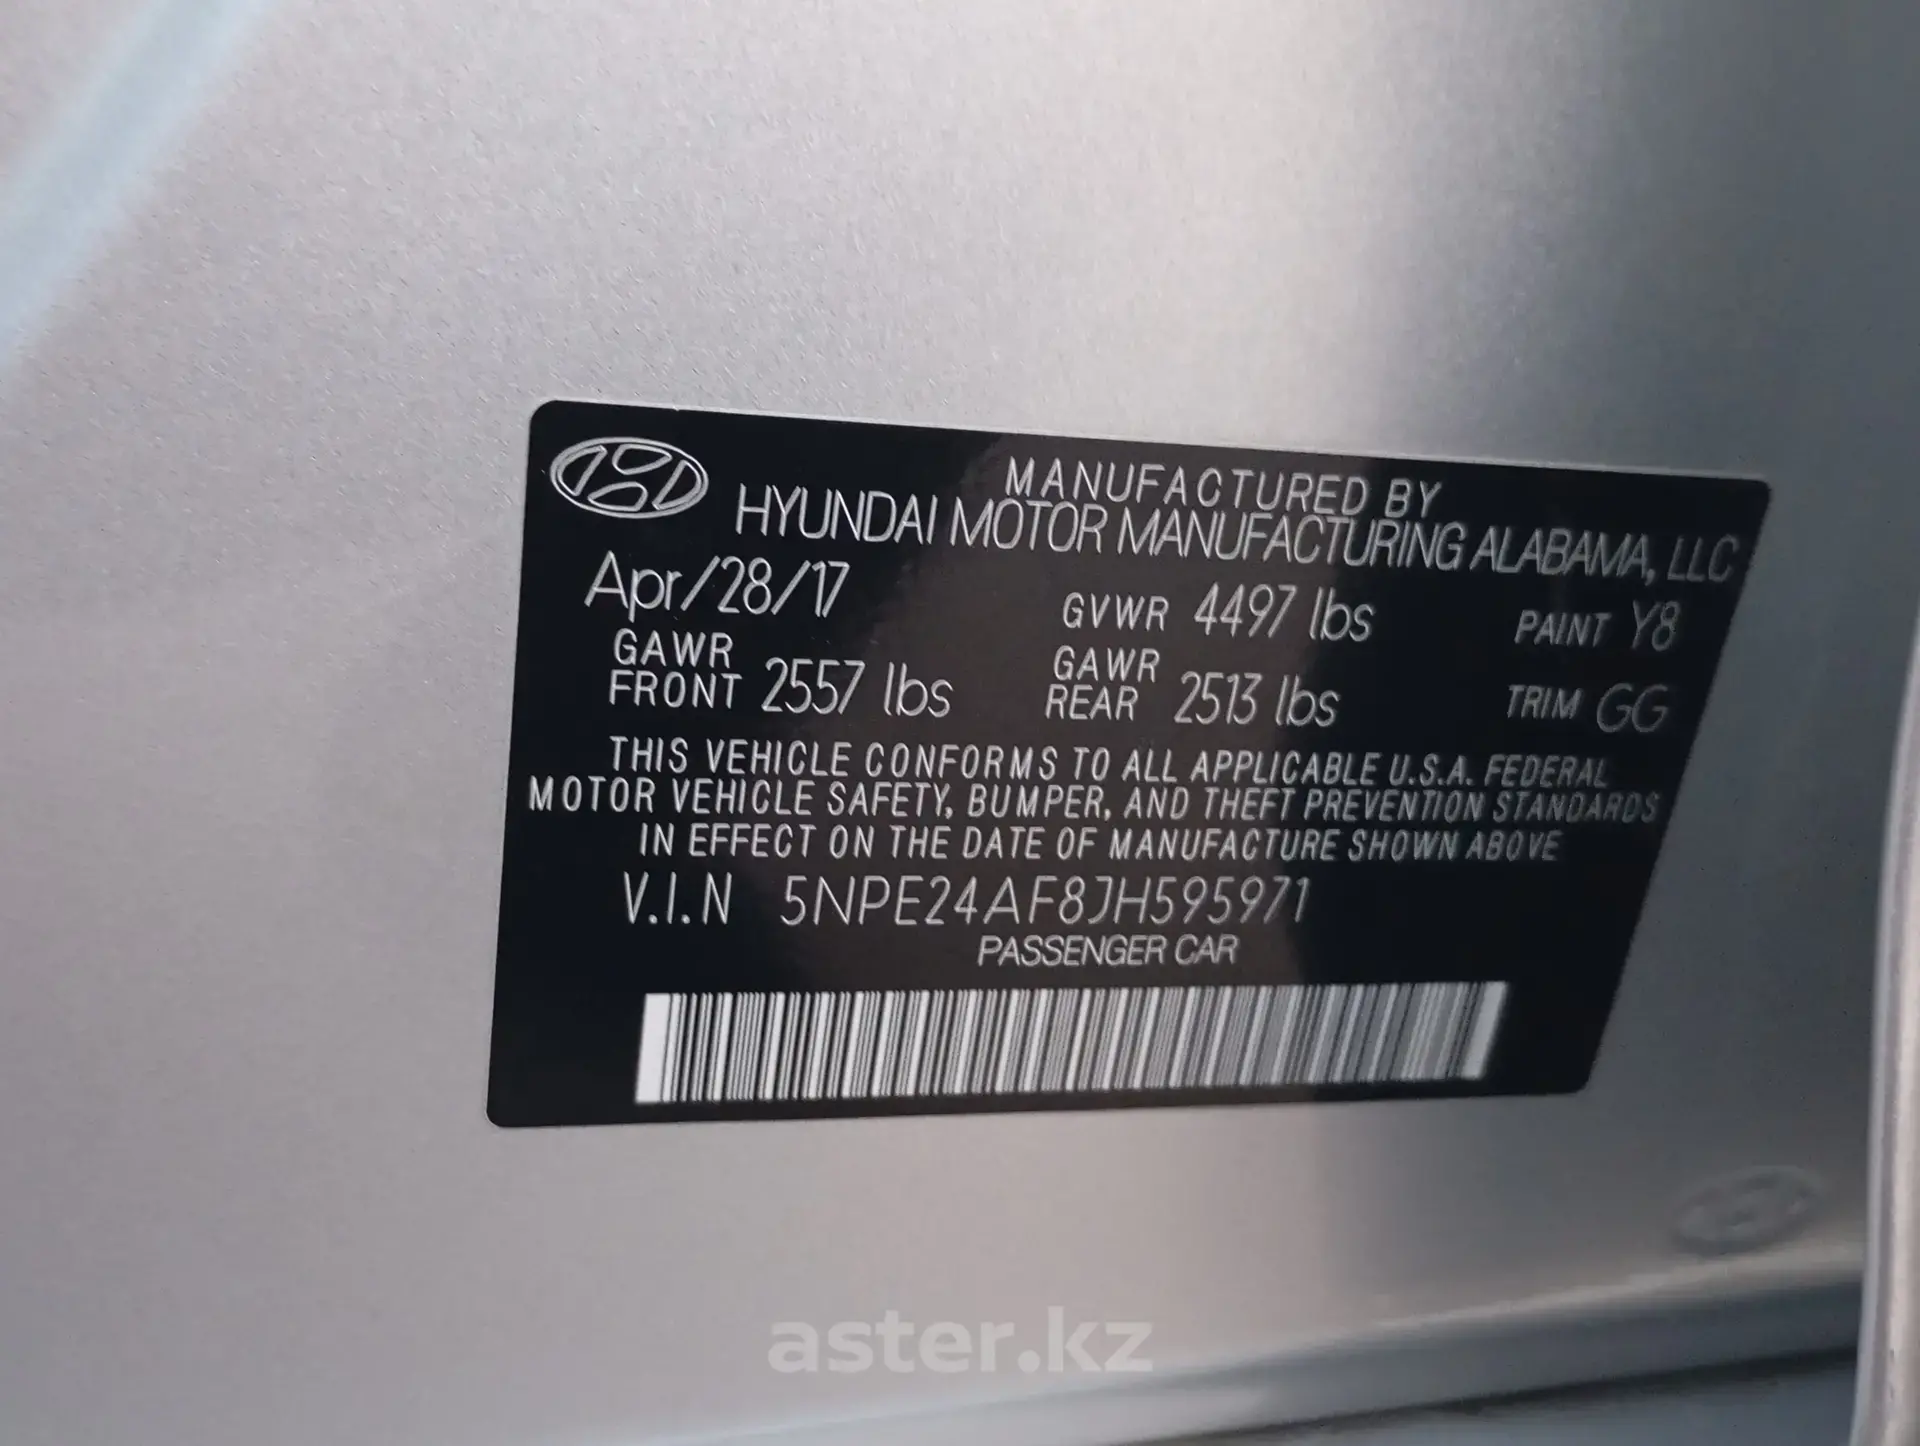 MANUFACTURED BY
HYUNDAI MOTOR MANUFACTURING ALABAMA, LLC
Apr/28/17 GVWR 4497 lbs PAINT Y8
GAWR FRONT 2557 lbs GAWR REAR 2513 lbs TRIM GG
THIS VEHICLE CONFORMS TO ALL APPLICABLE U.S.A. FEDERAL
MOTOR VEHICLE SAFETY, BUMPER, AND THEFT PREVENTION STANDARDS
IN EFFECT ON THE DATE OF MANUFACTURE SHOWN ABOVE
V.I.N 5NPE24AF8JH595971
PASSENGER CAR
aster.kz